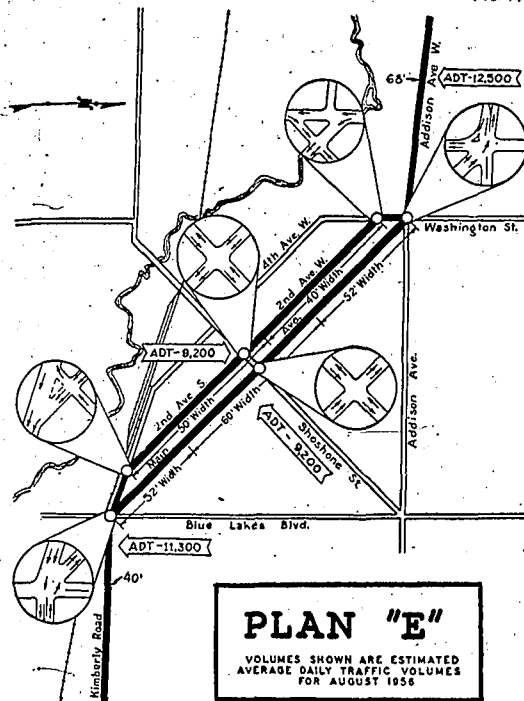 68'
ADT-12,500
Addison Ave W.
Washington St.
4th Ave. W.
2nd Ave. W.
40' Width
Ave.
52' Width
ADT-8,200
2nd Ave S.
50' Width
Main
60' Width
52' Width
ADT-9,200
Shoshone St.
Addison Ave.
Blue Lakes Blvd.
ADT-11,300
40'
Kimberly Road
PLAN "E"
VOLUMES SHOWN ARE ESTIMATED
AVERAGE DAILY TRAFFIC VOLUMES
FOR AUGUST 1956